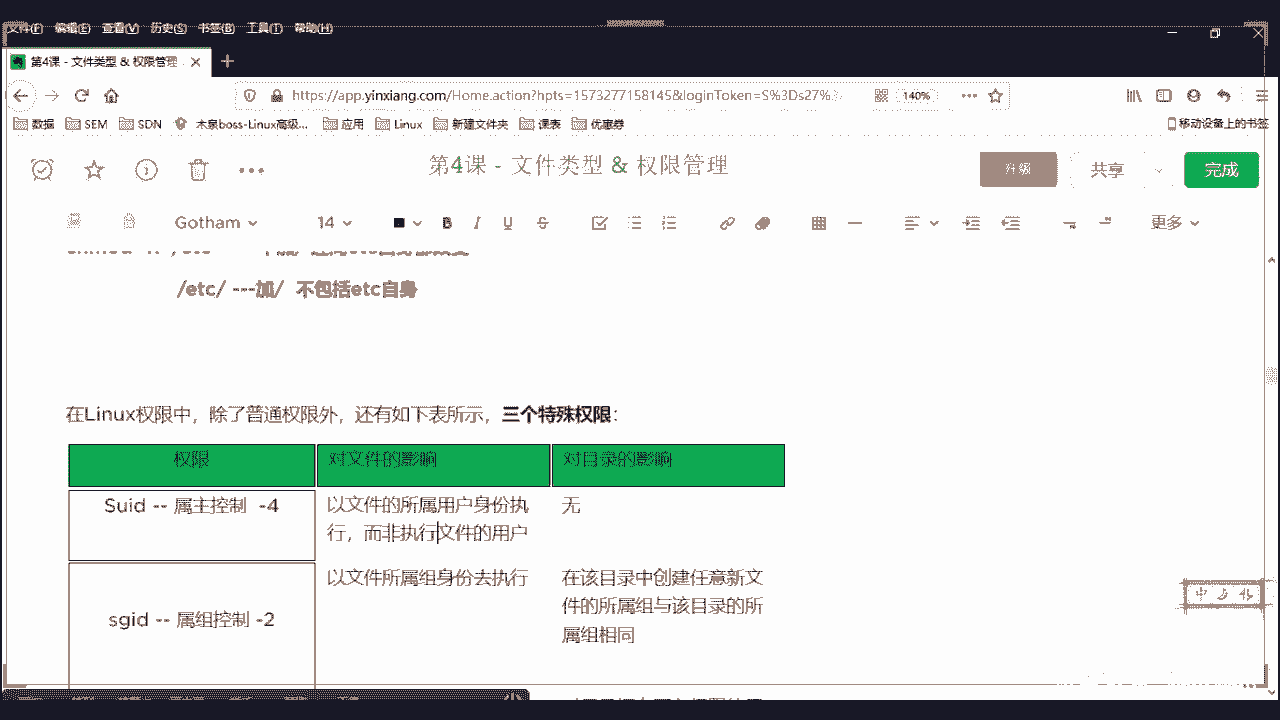 文件(F) 编辑(E) 查看(V) 历史(S) 书签(B) 工具(T) 帮助(H)
第4课 - 文件类型 & 权限管理
https://app.yinxiang.com/Home.action?hpts=1573277158145&loginToken=S%3Ds27%
140%
数据 SEM SDN 木泉boss-Linux高级... 应用 Linux 新建文件夹 课表 优惠券 移动设备上的书签
第4课 - 文件类型 & 权限管理
升级 共享 完成
Gotham 14 B I U S 更多
/etc/ ---加/ 不包括etc自身
在Linux权限中，除了普通权限外，还有如下表所示，三个特殊权限：
权限 对文件的影响 对目录的影响
Suid -- 属主控制 -4
以文件的所属用户身份执
行，而非执行文件的用户
无
sgid -- 属组控制 -2
以文件所属组身份去执行
在该目录中创建任意新文
件的所属组与该目录的所
属组相同